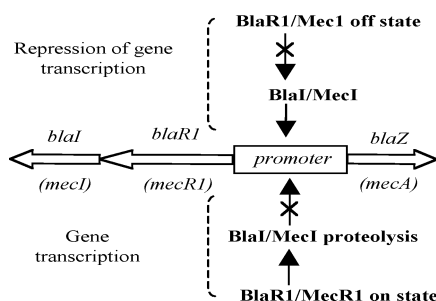 BlaR1/Mec1 off state
Repression of gene
transcription
BlaI/MecI
blaI blaR1 blaZ
promoter
(mecI) (mecR1) (mecA)
Gene
transcription
BlaI/MecI proteolysis
BlaR1/MecR1 on state